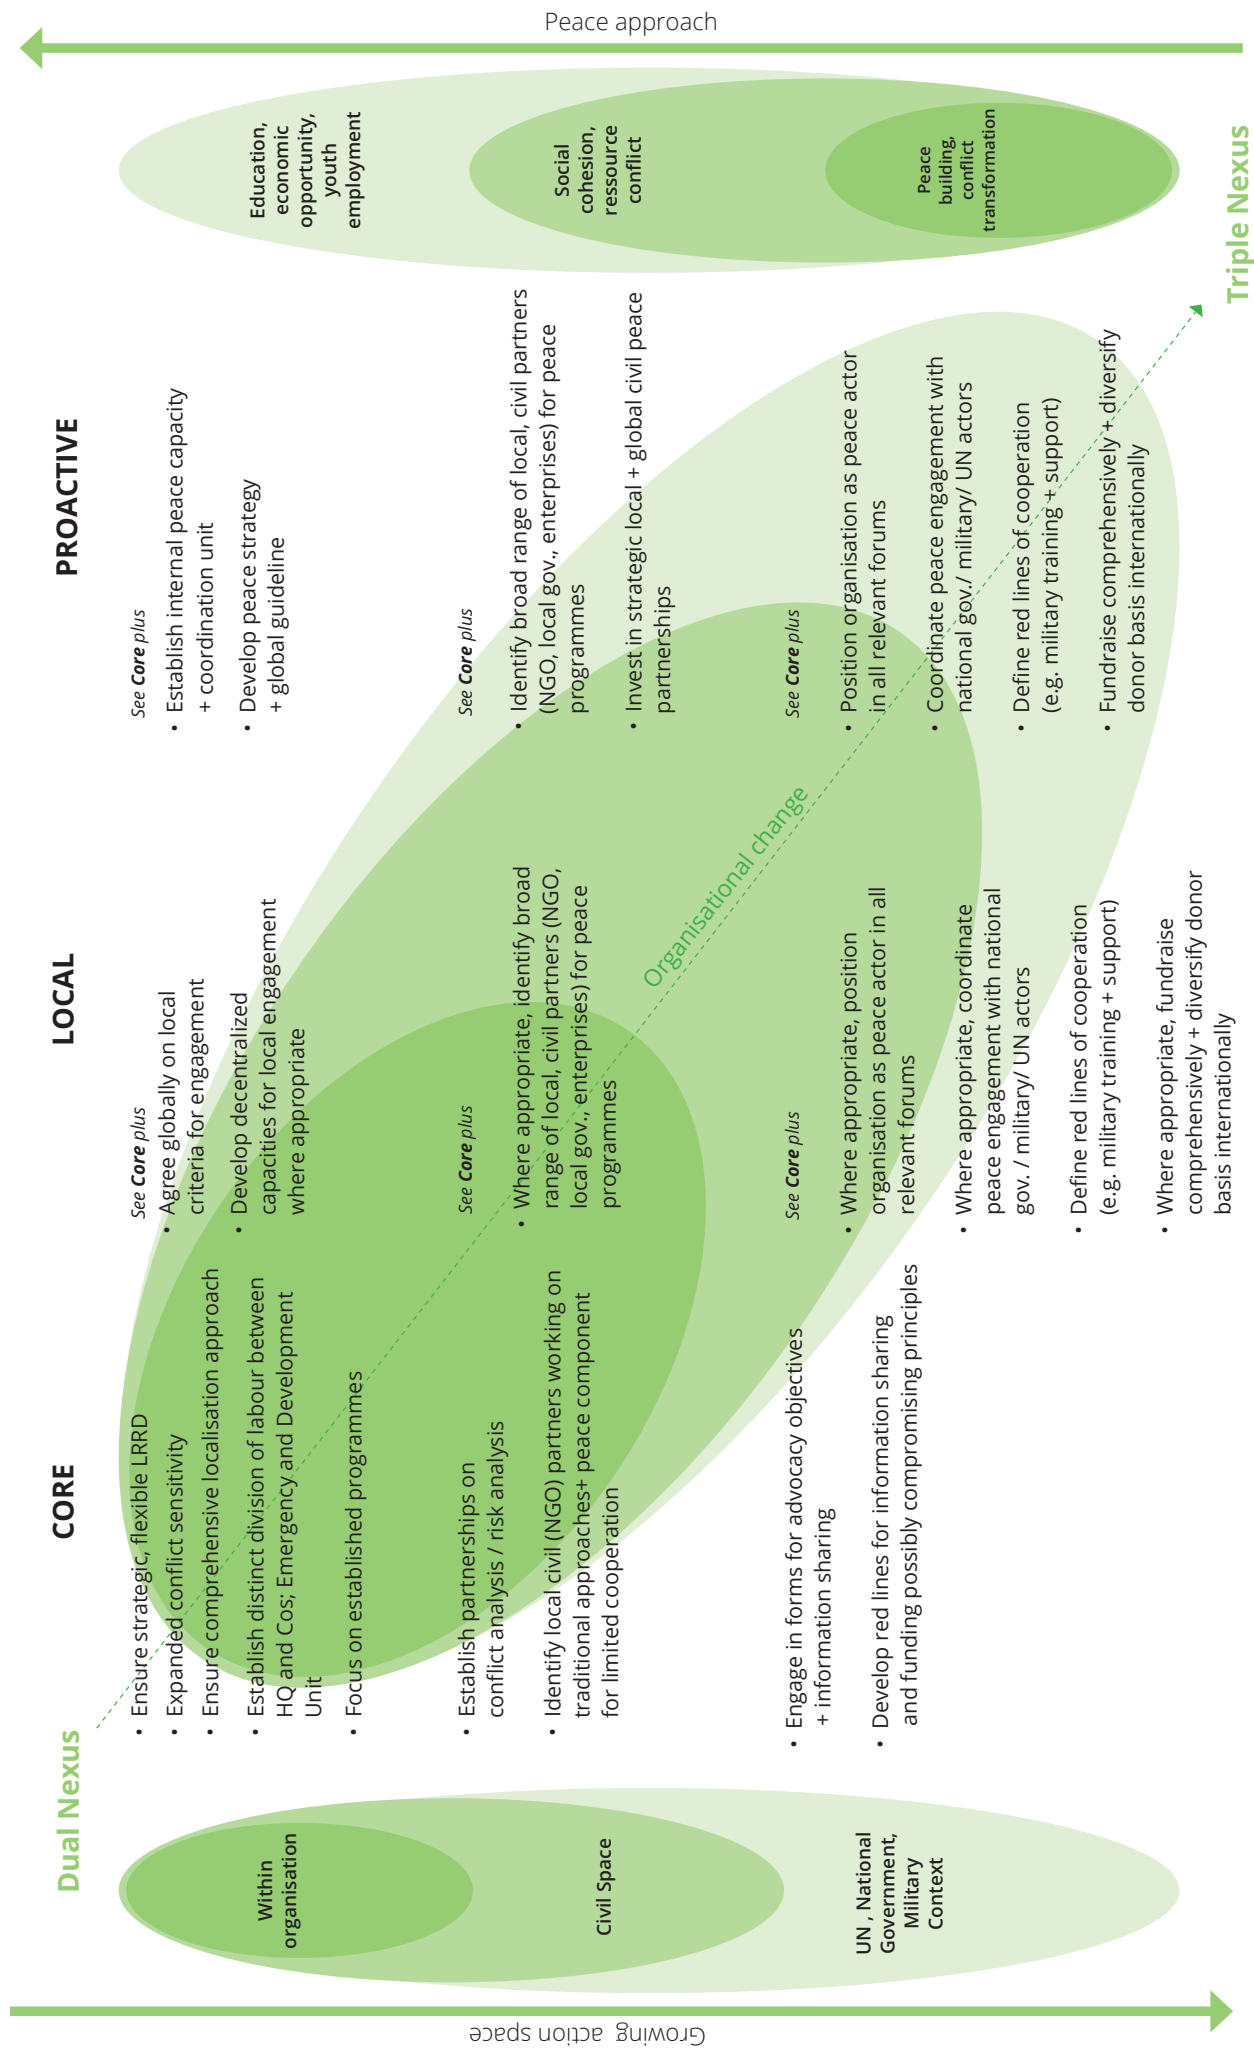 Dual Nexus
CORE
LOCAL
PROACTIVE
Growing action space
Within
organisation
• Ensure strategic, flexible LRRD
• Expanded conflict sensitivity
• Ensure comprehensive localisation approach
• Establish distinct division of labour between
HQ and Cos; Emergency and Development
Unit
• Focus on established programmes
See Core plus
• Agree globally on local
criteria for engagement
• Develop decentralized
capacities for local engagement
where appropriate
See Core plus
• Establish internal peace capacity
+ coordination unit
• Develop peace strategy
+ global guideline
Education,
economic
opportunity,
youth
employment
Civil Space
• Establish partnerships on
conflict analysis / risk analysis
• Identify local civil (NGO) partners working on
traditional approaches+ peace component
for limited cooperation
See Core plus
• Where appropriate, identify broad
range of local, civil partners (NGO,
local gov., enterprises) for peace
programmes
See Core plus
• Identify broad range of local, civil partners
(NGO, local gov., enterprises) for peace
programmes
• Invest in strategic local + global civil peace
partnerships
Social
cohesion,
ressource
conflict
Organisational change
UN , National
Government,
Military
Context
• Engage in forms for advocacy objectives
+ information sharing
• Develop red lines for information sharing
and funding possibly compromising principles
See Core plus
• Where appropriate, position
organisation as peace actor in all
relevant forums
• Where appropriate, coordinate
peace engagement with national
gov. / military/ UN actors
• Define red lines of cooperation
(e.g. military training + support)
• Where appropriate, fundraise
comprehensively + diversify donor
basis internationally
See Core plus
• Position organisation as peace actor
in all relevant forums
• Coordinate peace engagement with
national gov./ military/ UN actors
• Define red lines of cooperation
(e.g. military training + support)
• Fundraise comprehensively + diversify
donor basis internationally
Peace
building,
conflict
transformation
Peace approach
Triple Nexus